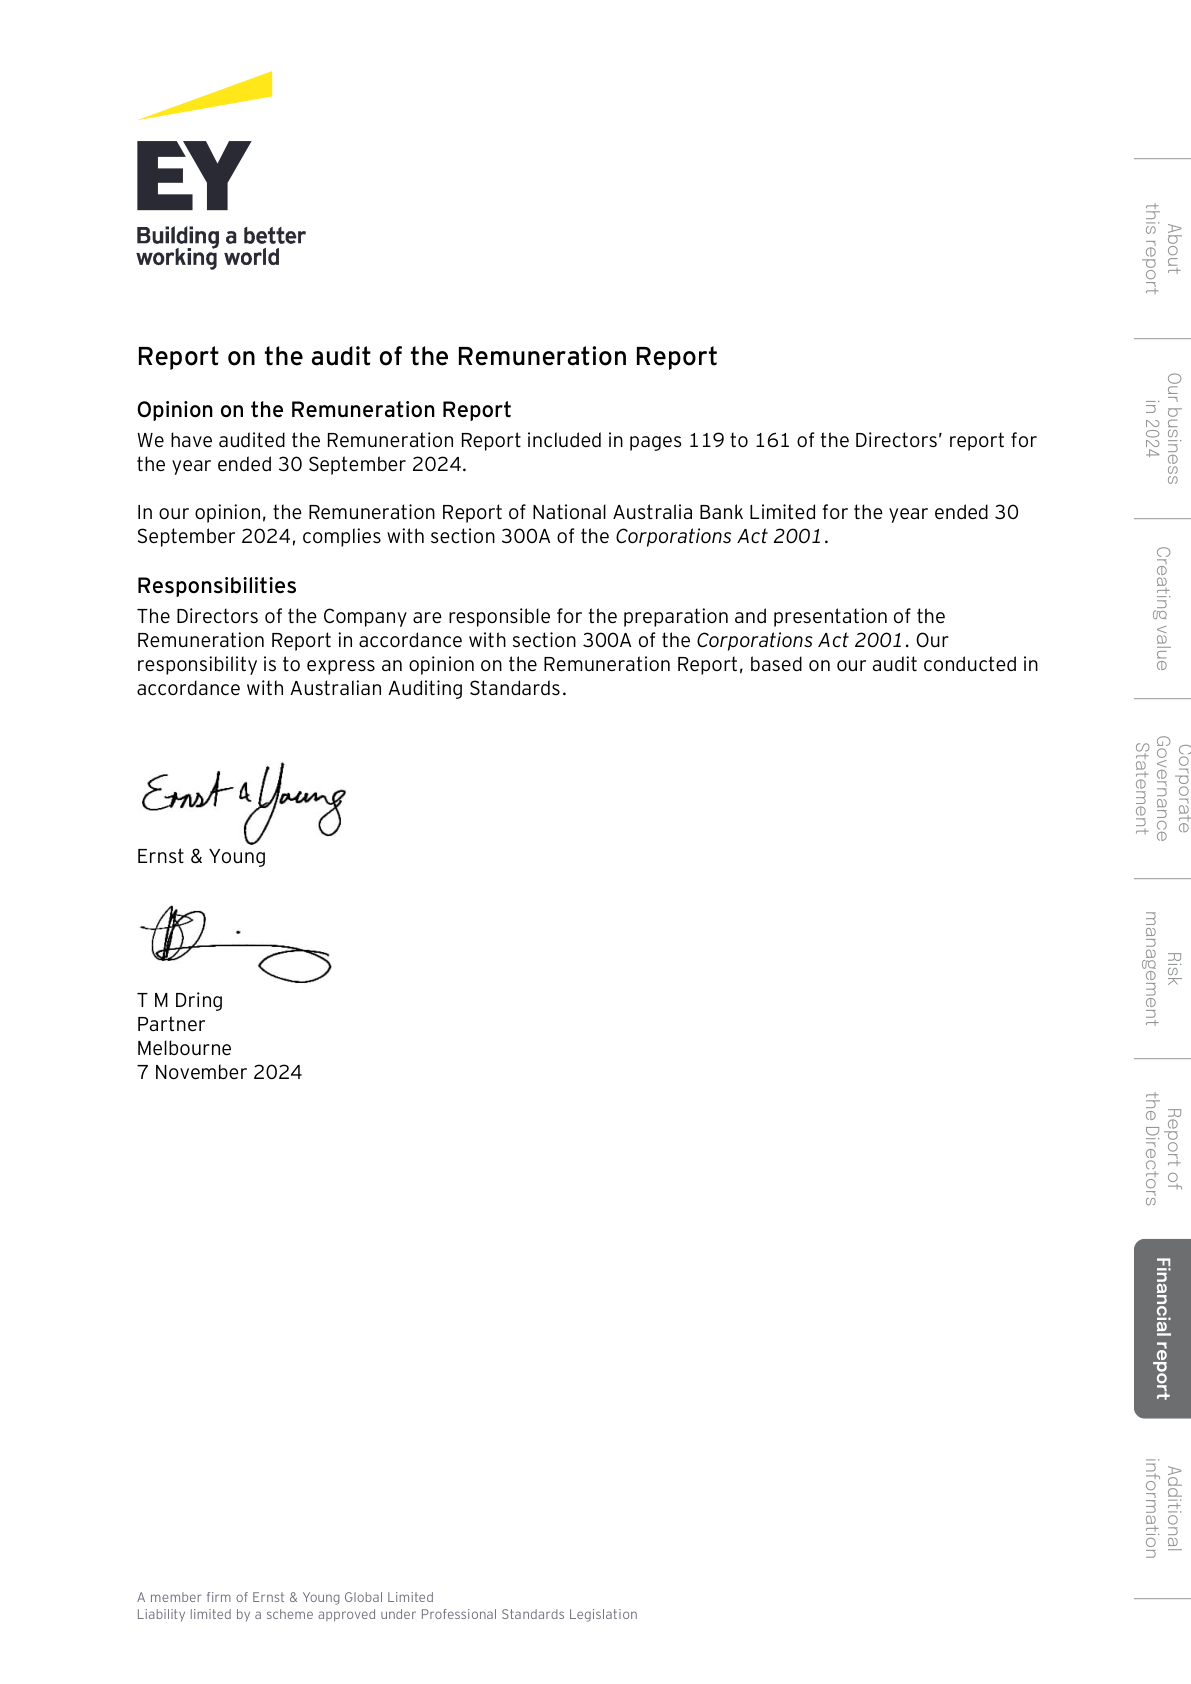 EY
Building a better
working world
Report on the audit of the Remuneration Report
Opinion on the Remuneration Report
We have audited the Remuneration Report included in pages 119 to 161 of the Directors’ report for
the year ended 30 September 2024.
In our opinion, the Remuneration Report of National Australia Bank Limited for the year ended 30
September 2024, complies with section 300A of the Corporations Act 2001.
Responsibilities
The Directors of the Company are responsible for the preparation and presentation of the
Remuneration Report in accordance with section 300A of the Corporations Act 2001. Our
responsibility is to express an opinion on the Remuneration Report, based on our audit conducted in
accordance with Australian Auditing Standards.
Ernst & Young
Ernst & Young
T M Dring
Partner
Melbourne
7 November 2024
A member firm of Ernst & Young Global Limited
Liability limited by a scheme approved under Professional Standards Legislation
About
this report
Our business
in 2024
Creating value
Corporate
Governance
Statement
Risk
management
Report of
the Directors
Financial report
Additional
information